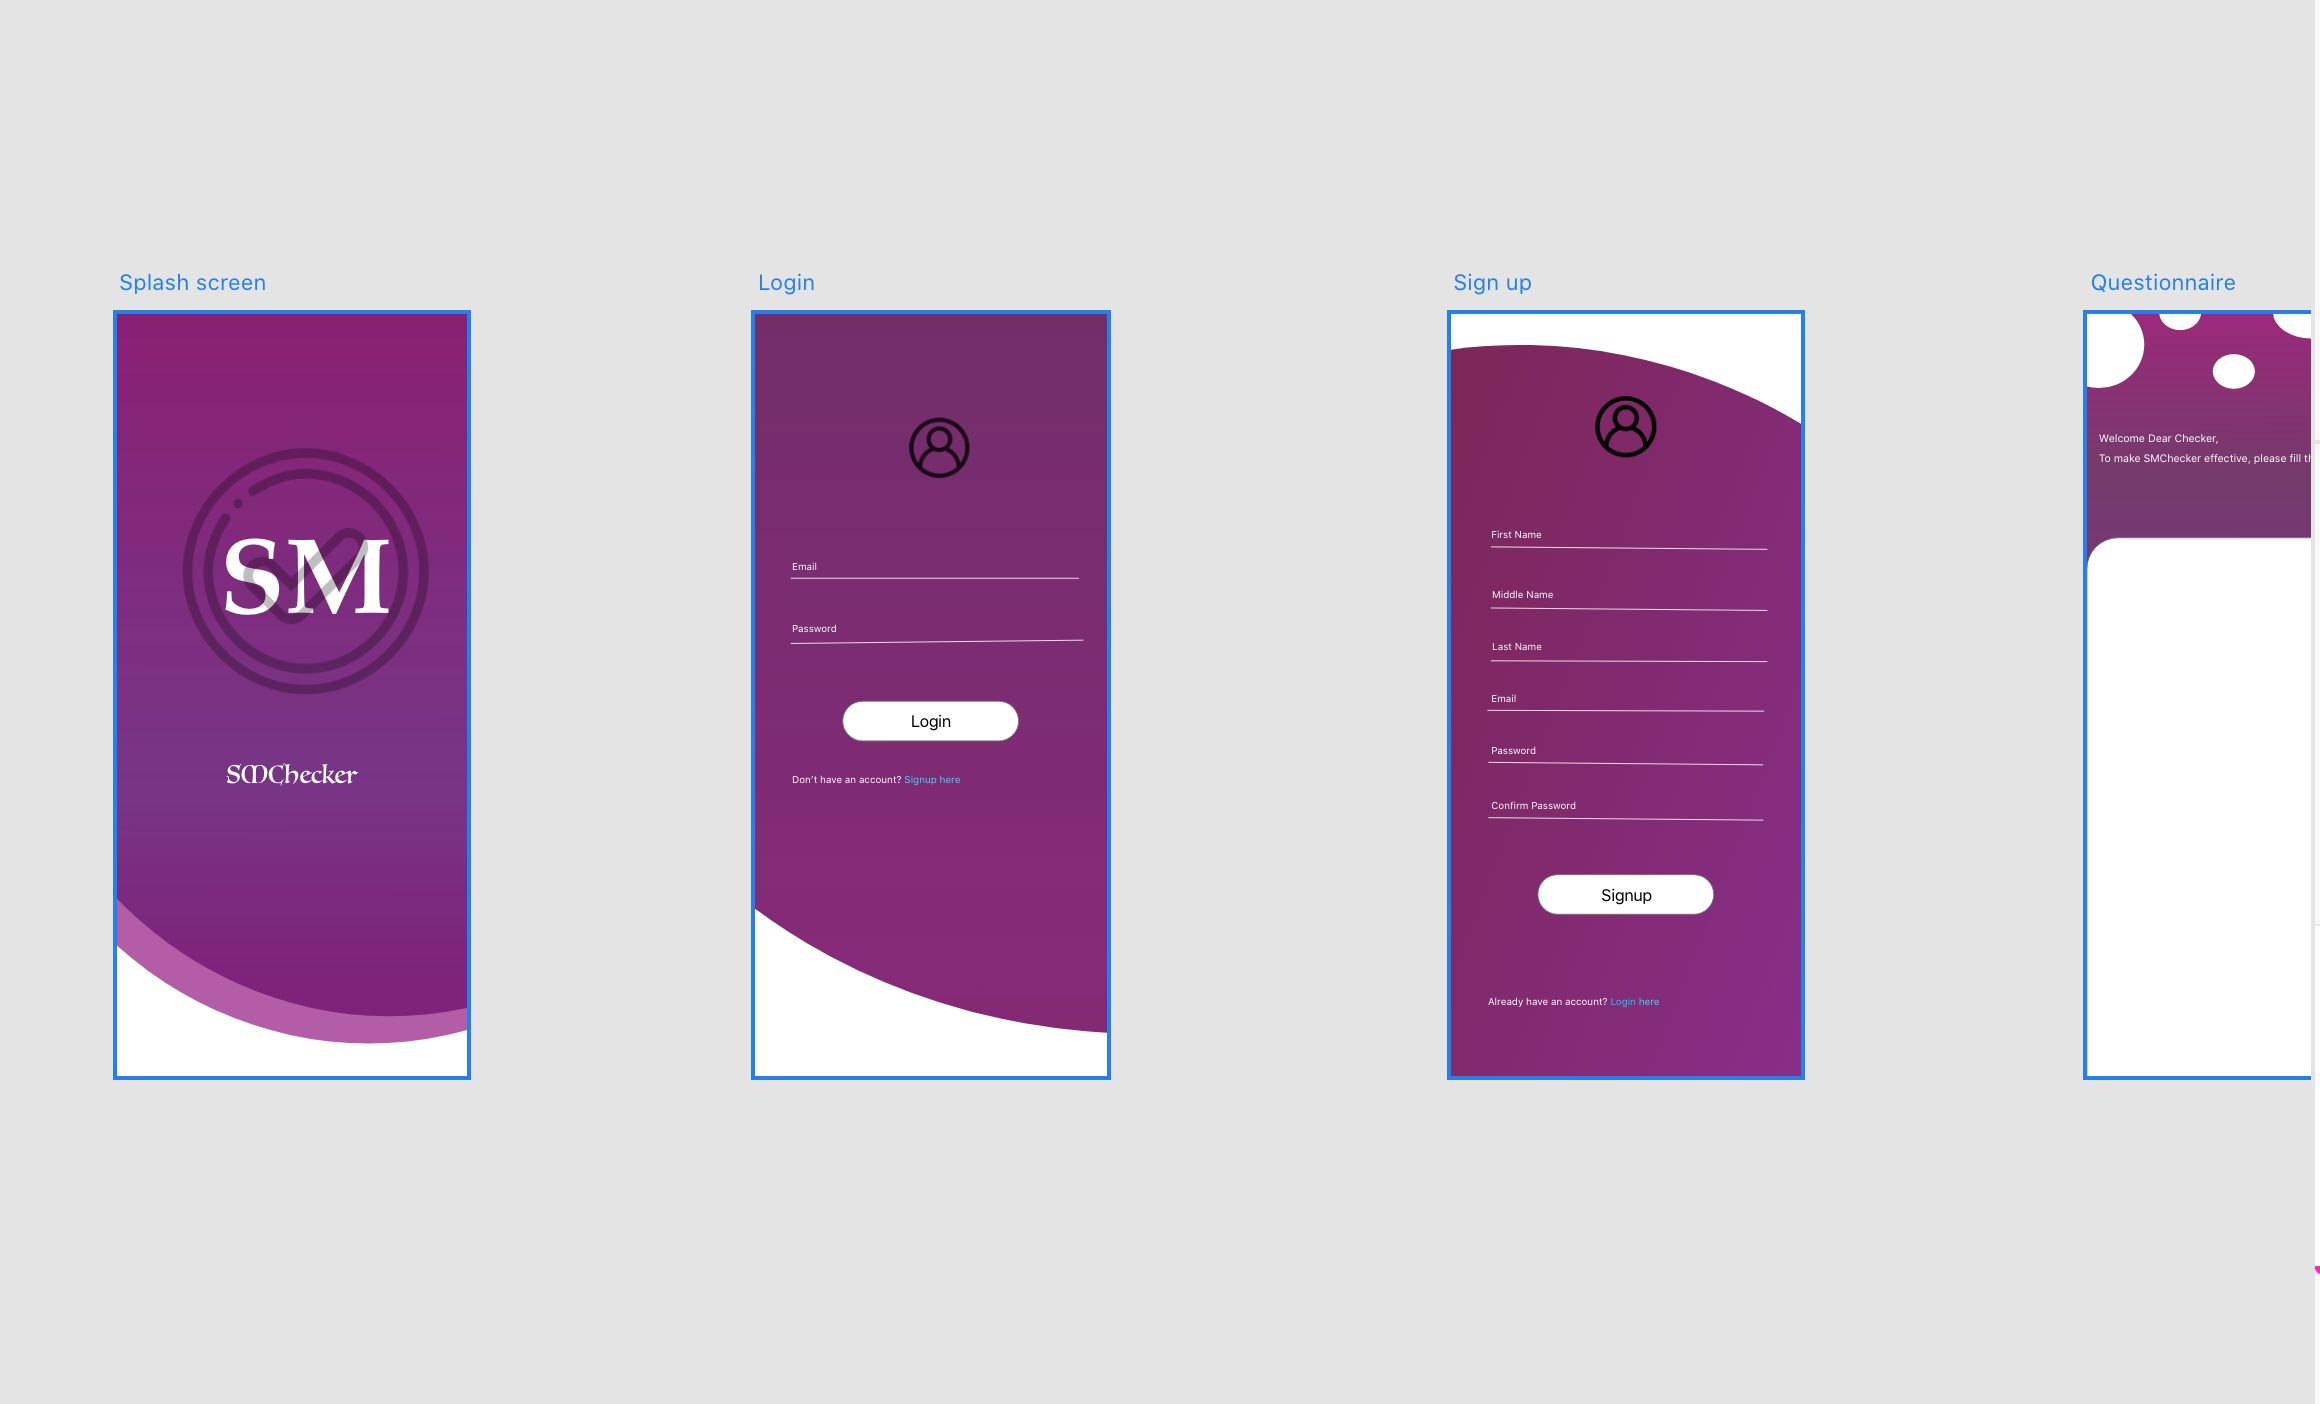 Splash screen
SM
SMChecker
Login
Email
Password
Login
Don't have an account? Signup here
Sign up
First Name
Middle Name
Last Name
Email
Password
Confirm Password
Signup
Already have an account? Login here
Questionnaire
Welcome Dear Checker,
To make SMChecker effective, please fill